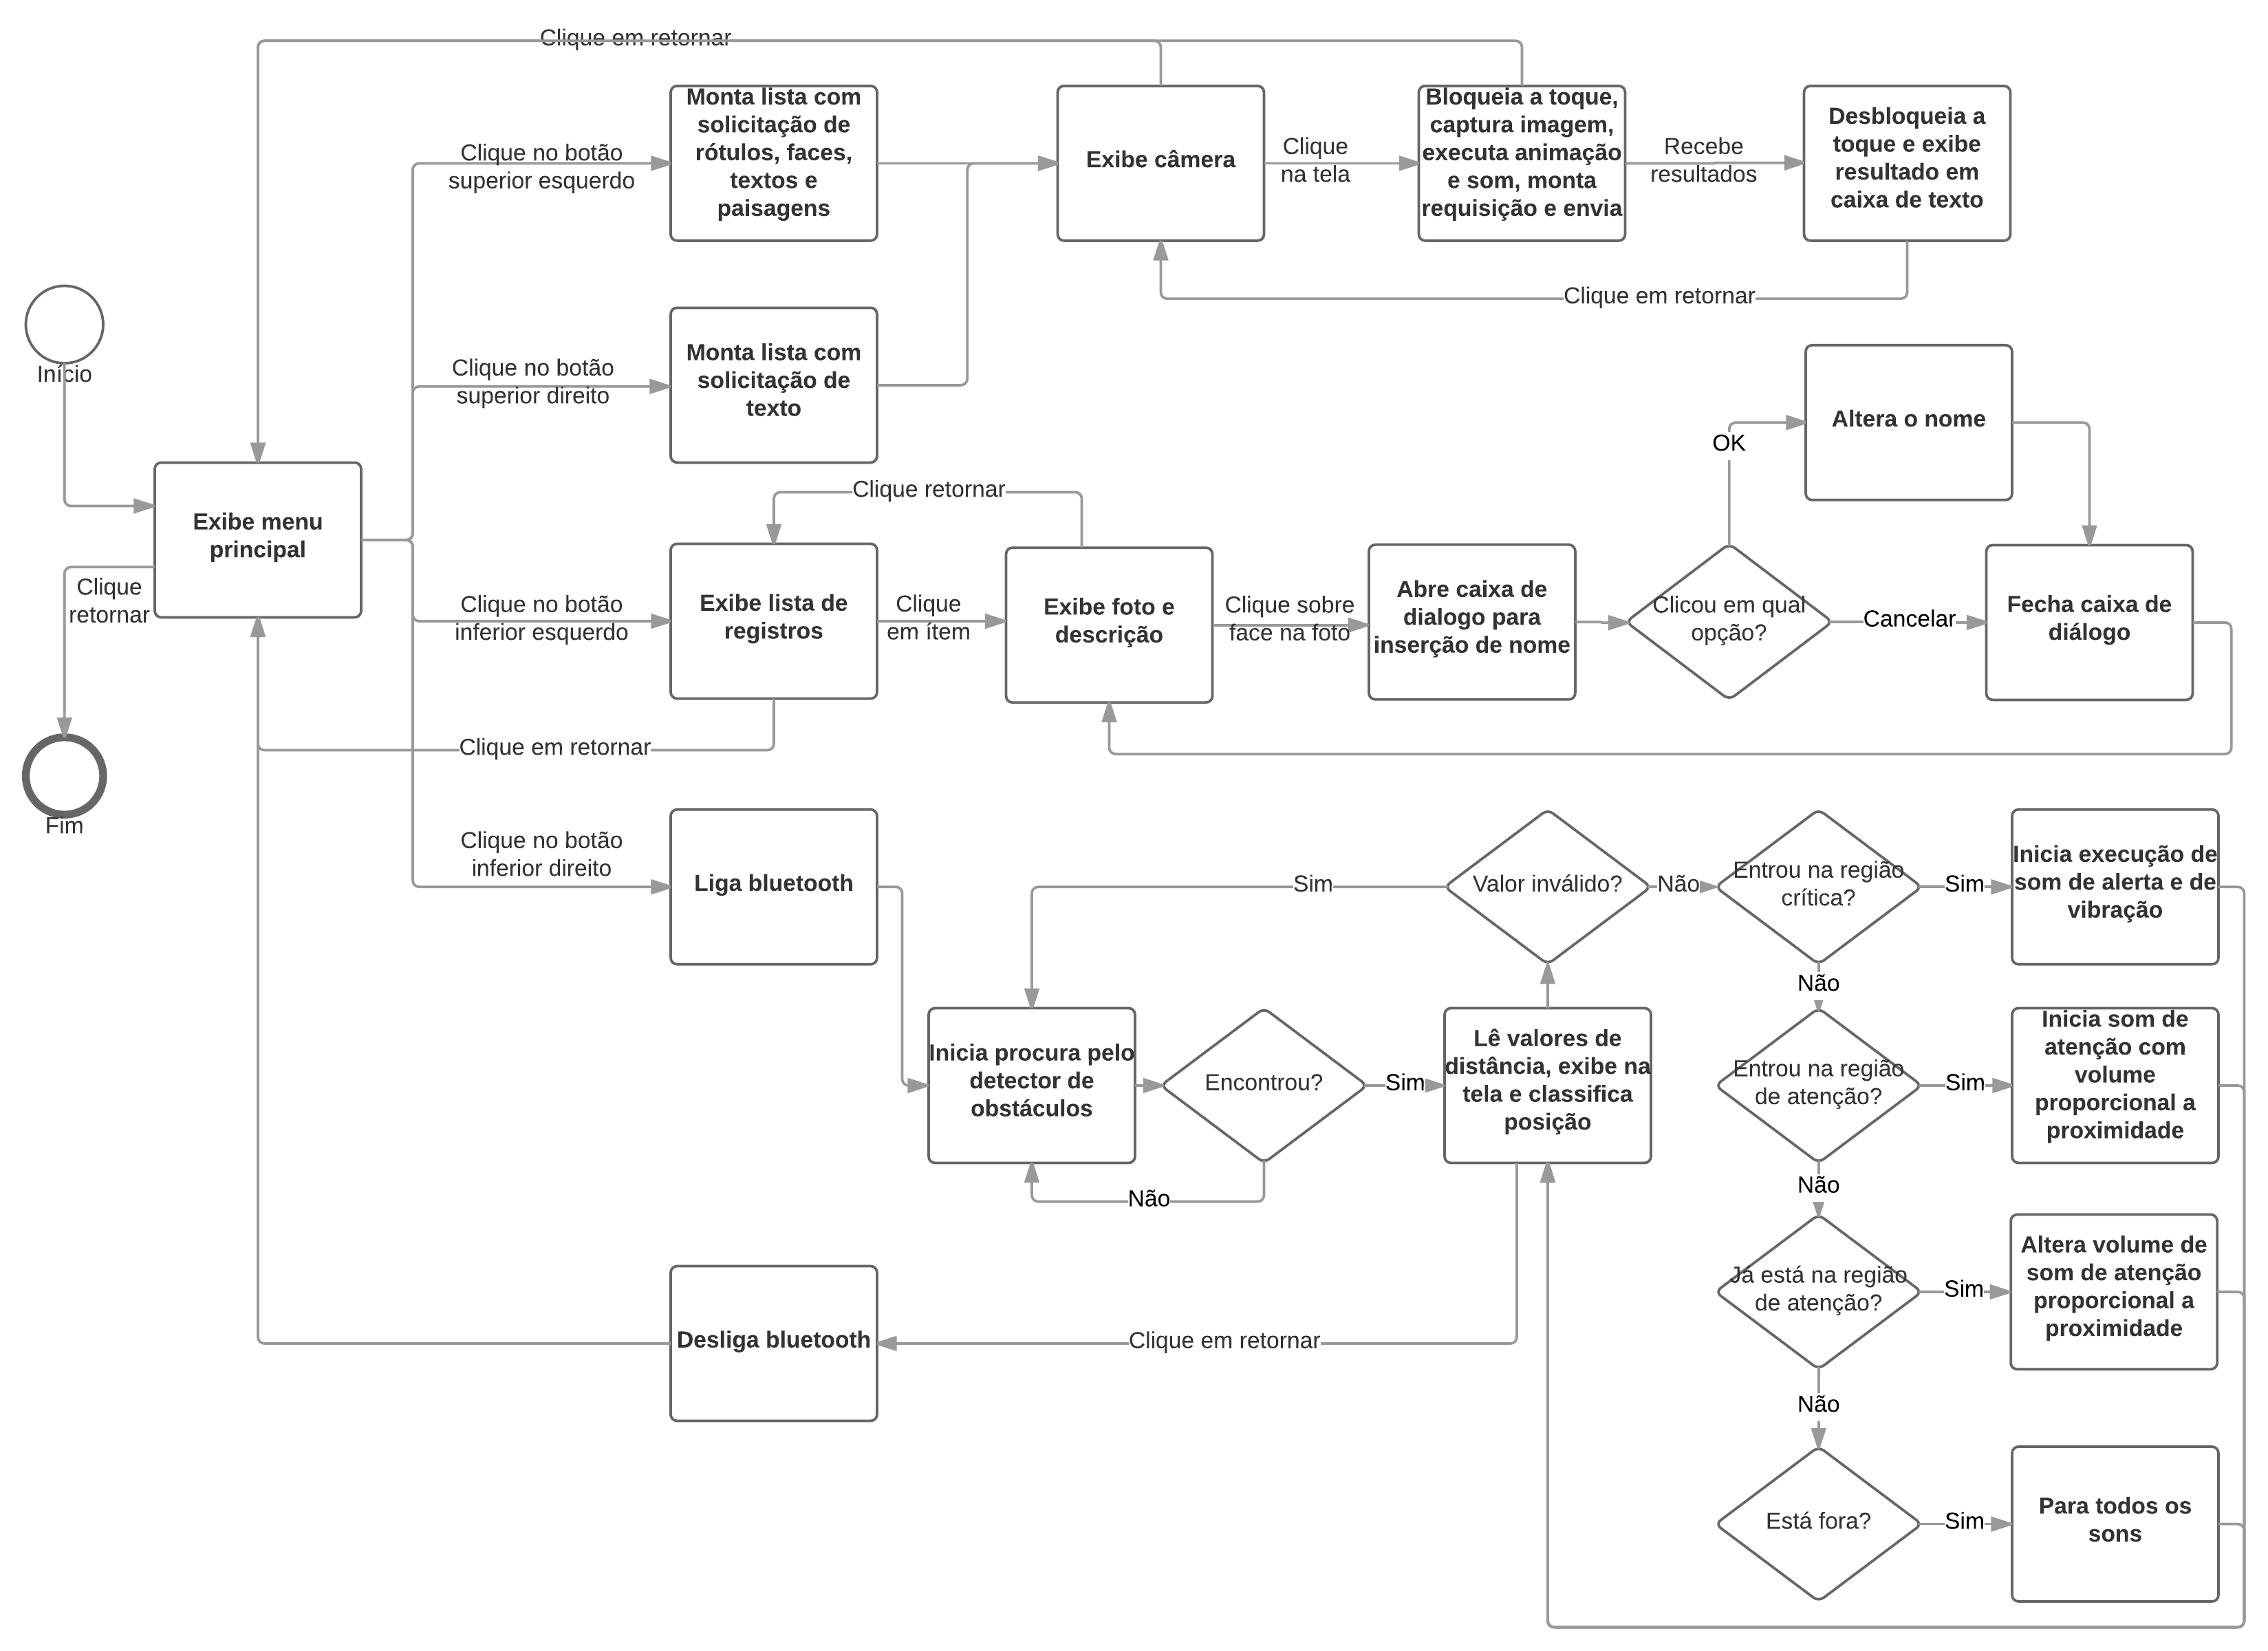 Clique em retornar
Monta lista com
solicitação de
rótulos, faces,
textos e
paisagens
Exibe câmera
Bloqueia a toque,
captura imagem,
executa animação
e som, monta
requisição e envia
Desbloqueia a
toque e exibe
resultado em
caixa de texto
Clique no botão
superior esquerdo
Clique
na tela
Recebe
resultados
Clique em retornar
Início
Monta lista com
solicitação de
texto
Clique no botão
superior direito
Altera o nome
OK
Clique retornar
Exibe menu
principal
Clique
retornar
Clique no botão
inferior esquerdo
Exibe lista de
registros
Clique
em ítem
Exibe foto e
descrição
Clique sobre
face na foto
Abre caixa de
dialogo para
inserção de nome
Clicou em qual
opção?
Cancelar
Fecha caixa de
diálogo
Clique em retornar
Fim
Clique no botão
inferior direito
Liga bluetooth
Sim
Valor inválido?
Não
Entrou na região
crítica?
Sim
Inicia execução de
som de alerta e de
vibração
Não
Inicia procura pelo
detector de
obstáculos
Encontrou?
Sim
Lê valores de
distância, exibe na
tela e classifica
posição
Entrou na região
de atenção?
Sim
Inicia som de
atenção com
volume
proporcional a
proximidade
Não
Não
Já está na região
de atenção?
Sim
Altera volume de
som de atenção
proporcional a
proximidade
Desliga bluetooth
Clique em retornar
Não
Está fora?
Sim
Para todos os
sons